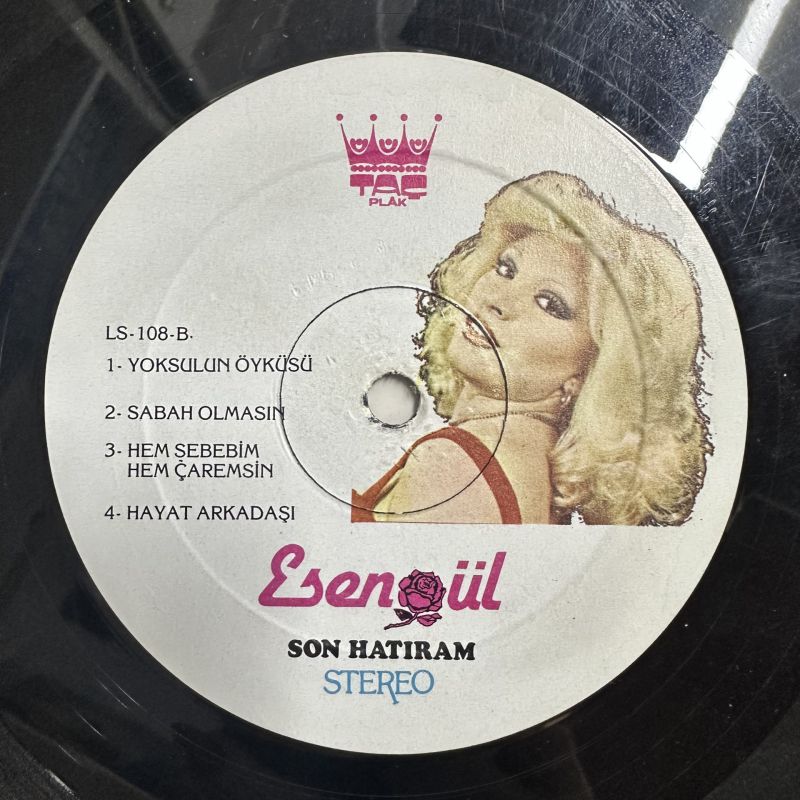 TAÇ
PLAK
LS-108-B
1- YOKSULUN ÖYKÜSÜ
2- SABAH OLMASIN
3- HEM SEBEBİM
HEM ÇAREMSİN
4- HAYAT ARKADAŞI
Esengül
SON HATIRAM
STEREO